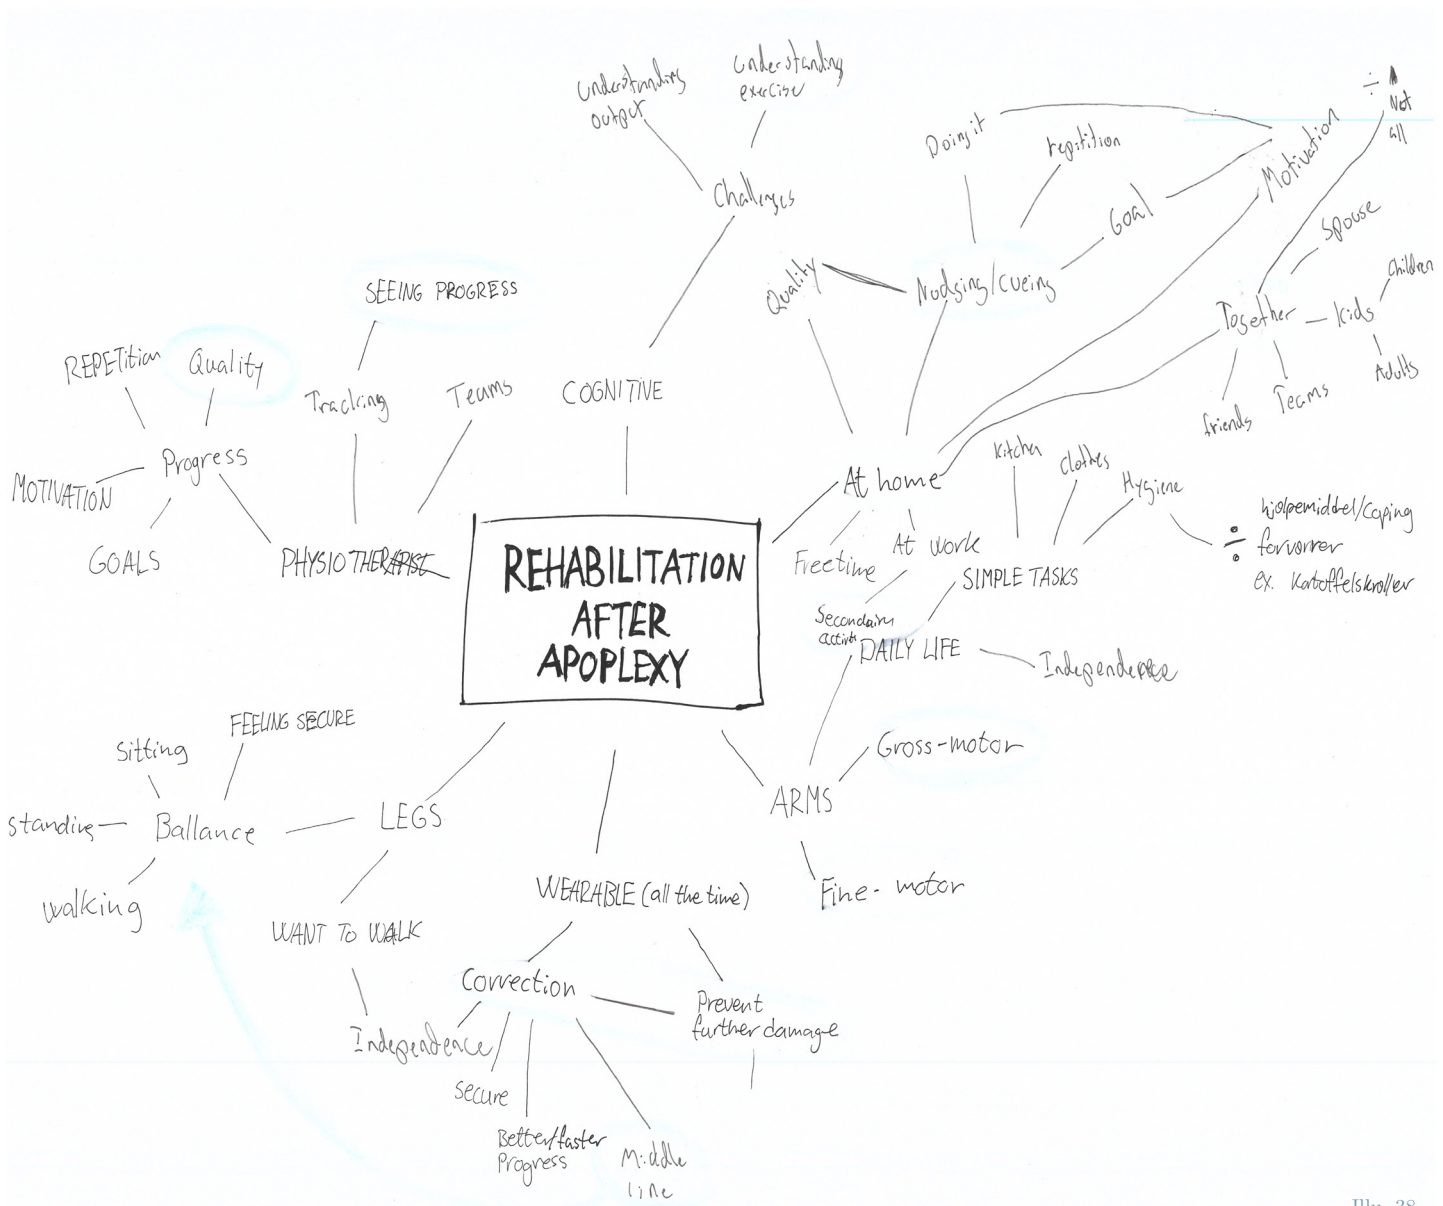 understanding
output
understanding
exercise
Challenges
COGNITIVE
Doing it
repitition
Goal
Motivation
÷
Not
all
Quality
Nudging/cueing
Spouse
Together
Kids
Children
Adults
Teams
friends
SEEING PROGRESS
REPETition
Quality
Tracking
Teams
Progress
MOTIVATION
GOALS
PHYSIOTHERAPIST
At home
Kitchen
Clothes
Hygiene
Freetime
At work
SIMPLE TASKS
÷
hjolpemiddel/Coping
farvorrer
ex. Kartoffelskroller
REHABILITATION
AFTER
APOPLEXY
DAILY LIFE
Independence
FEELING SECURE
Sitting
standing
Ballance
walking
LEGS
WANT TO WALK
Independence
ARMS
Gross-motor
Fine-motor
WEARABLE (all the time)
Correction
Prevent
further damage
secure
Better/faster
Progress
Middle
line